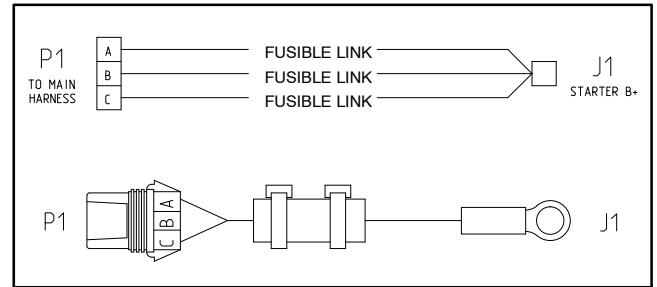 P1
TO MAIN
HARNESS
A
B
C
FUSIBLE LINK
FUSIBLE LINK
FUSIBLE LINK
J1
STARTER B+
P1
A
B
C
J1